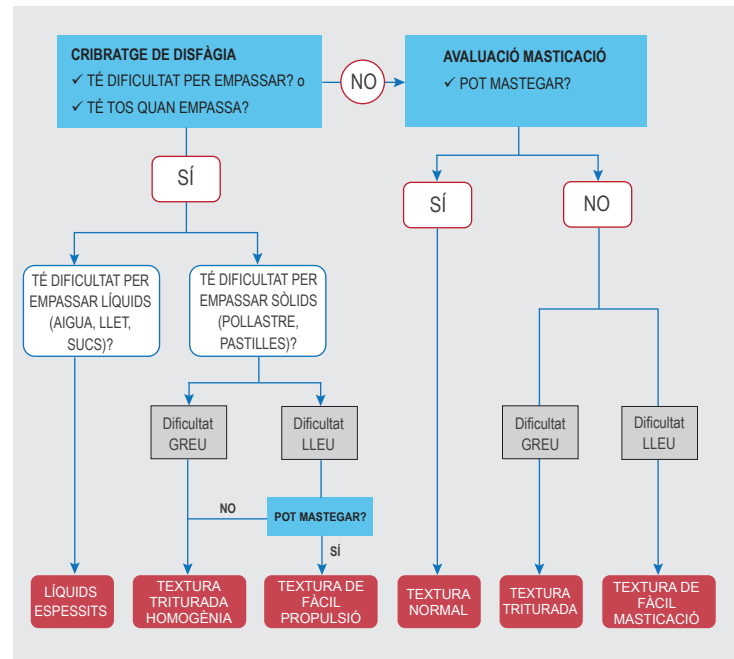 CRIBRATGE DE DISFÀGIA
✓ TÉ DIFICULTAT PER EMPASSAR? o
✓ TÉ TOS QUAN EMPASSA?
NO
AVALUACIÓ MASTICACIÓ
✓ POT MASTEGAR?
SÍ
SÍ
NO
TÉ DIFICULTAT PER
EMPASSAR LÍQUIDS
(AIGUA, LLET,
SUCS)?
TÉ DIFICULTAT PER
EMPASSAR SÒLIDS
(POLLASTRE,
PASTILLES)?
Dificultat
GREU
Dificultat
LLEU
Dificultat
GREU
Dificultat
LLEU
NO
POT MASTEGAR?
SÍ
LÍQUIDS
ESPESSITS
TEXTURA
TRITURADA
HOMOGÈNIA
TEXTURA DE
FÀCIL
PROPULSIÓ
TEXTURA
NORMAL
TEXTURA
TRITURADA
TEXTURA DE
FÀCIL
MASTICACIÓ